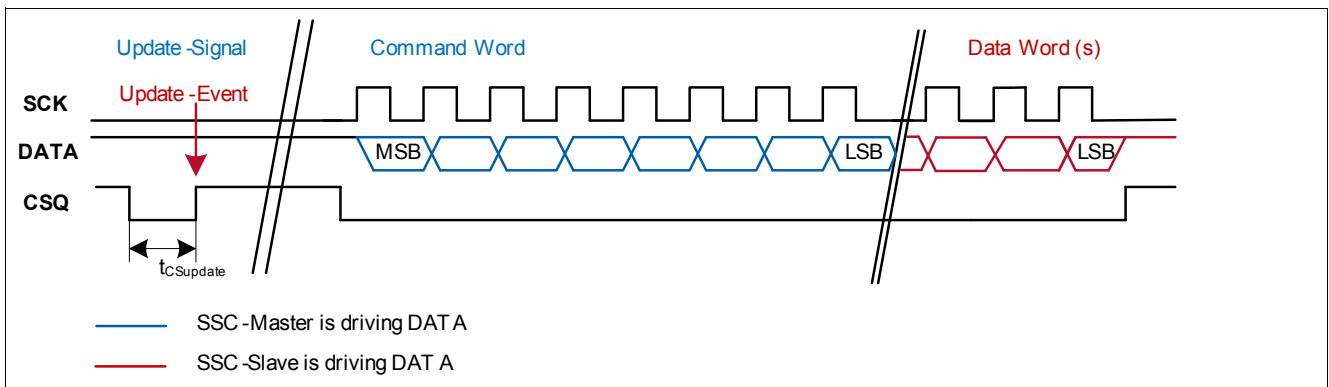 Update -Signal
Command Word
Data Word (s)
Update -Event
SCK
DATA
MSB
LSB
LSB
CSQ
tCSupdate
SSC -Master is driving DAT A
SSC -Slave is driving DAT A